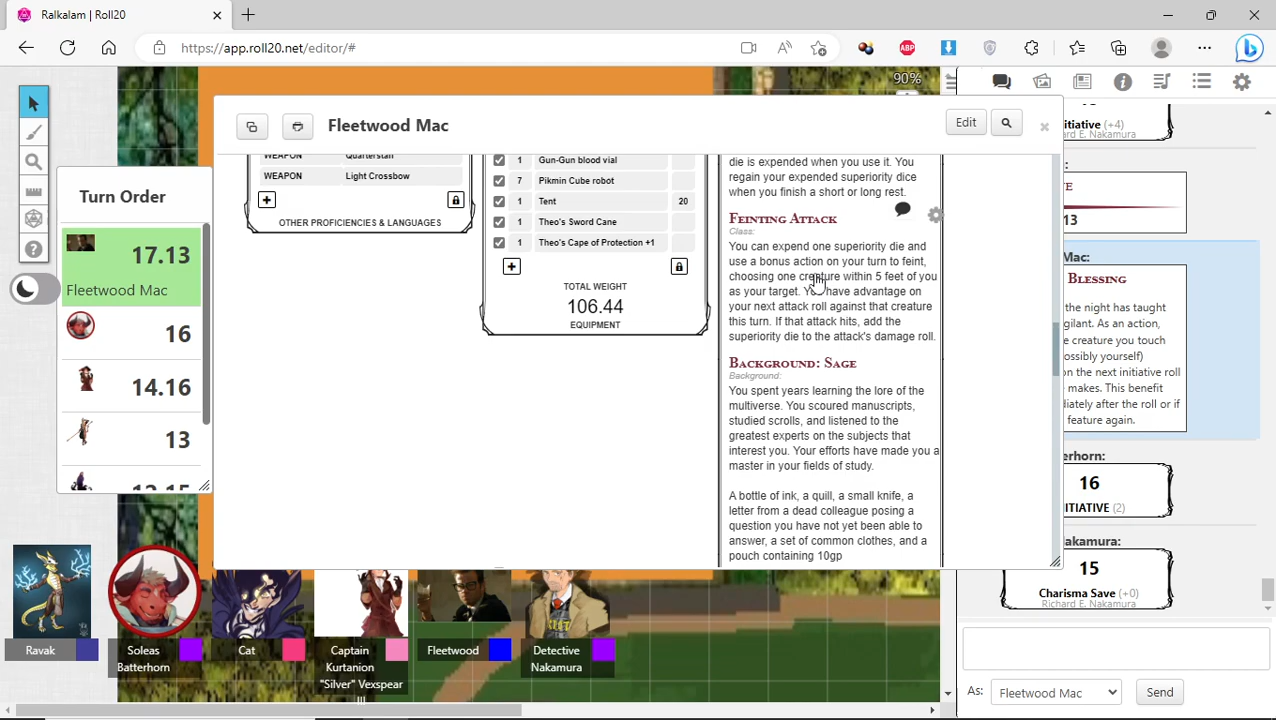 Ralkalam | Roll20
https://app.roll20.net/editor/#
90%
Fleetwood Mac
Edit
Turn Order
17.13
Fleetwood Mac
16
14.16
13
WEAPON
Light Crossbow
OTHER PROFICIENCIES & LANGUAGES
1 Gun-Gun blood vial
7 Pikmin Cube robot
1 Tent 20
1 Theo's Sword Cane
1 Theo's Cape of Protection +1
TOTAL WEIGHT
106.44
EQUIPMENT
die is expended when you use it. You
regain your expended superiority dice
when you finish a short or long rest.
FEINTING ATTACK
Class:
You can expend one superiority die and
use a bonus action on your turn to feint,
choosing one creature within 5 feet of you
as your target. You have advantage on
your next attack roll against that creature
this turn. If that attack hits, add the
superiority die to the attack's damage roll.
BACKGROUND: SAGE
Background:
You spent years learning the lore of the
multiverse. You scoured manuscripts,
studied scrolls, and listened to the
greatest experts on the subjects that
interest you. Your efforts have made you a
master in your fields of study.
A bottle of ink, a quill, a small knife, a
letter from a dead colleague posing a
question you have not yet been able to
answer, a set of common clothes, and a
pouch containing 10gp
itiative (+4)
ard E. Nakamura
13
Mac:
BLESSING
the night has taught
gilant. As an action,
e creature you touch
ossibly yourself)
on the next initiative roll
makes. This benefit
diately after the roll or if
feature again.
erhorn:
16
ITIATIVE (2)
akamura:
15
Charisma Save (+0)
Richard E. Nakamura
As:
Fleetwood Mac
Send
Ravak
Soleas
Batterhorn
Cat
Captain
Kurtanion
"Silver" Vexspear
III
Fleetwood
Detective
Nakamura